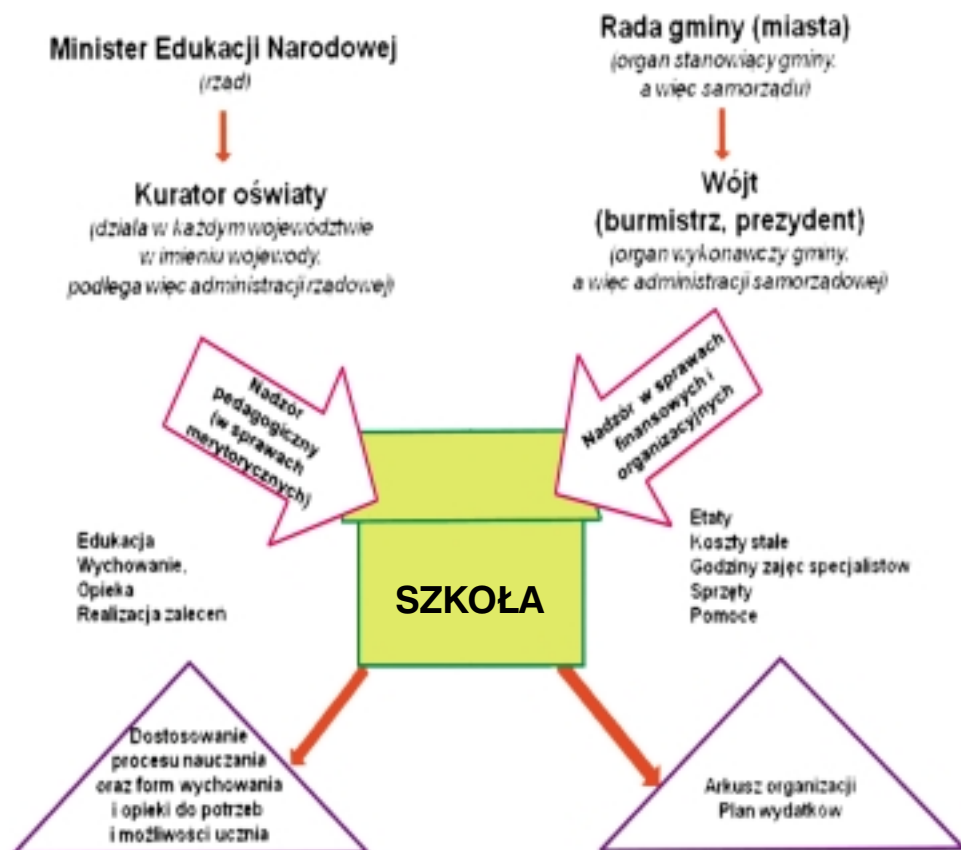 Minister Edukacji Narodowej
(rząd)
Kurator oświaty
(działa w każdym województwie
w imieniu wojewody,
podlega więc administracji rządowej)
Rada gminy (miasta)
(organ stanowiący gminy,
a więc samorządu)
Wójt
(burmistrz, prezydent)
(organ wykonawczy gminy,
a więc administracji samorządowej)
Nadzór
pedagogiczny
(w sprawach
merytorycznych)
Nadzór w sprawach
finansowych i
organizacyjnych
Edukacja
Wychowanie,
Opieka
Realizacja zaleceń
SZKOŁA
Etaty
Koszty stałe
Godziny zajęć specjalistów
Sprzęty
Pomoce
Dostosowanie
procesu nauczania
oraz form wychowania
i opieki do potrzeb
i możliwości ucznia
Arkusz organizacji
Plan wydatków